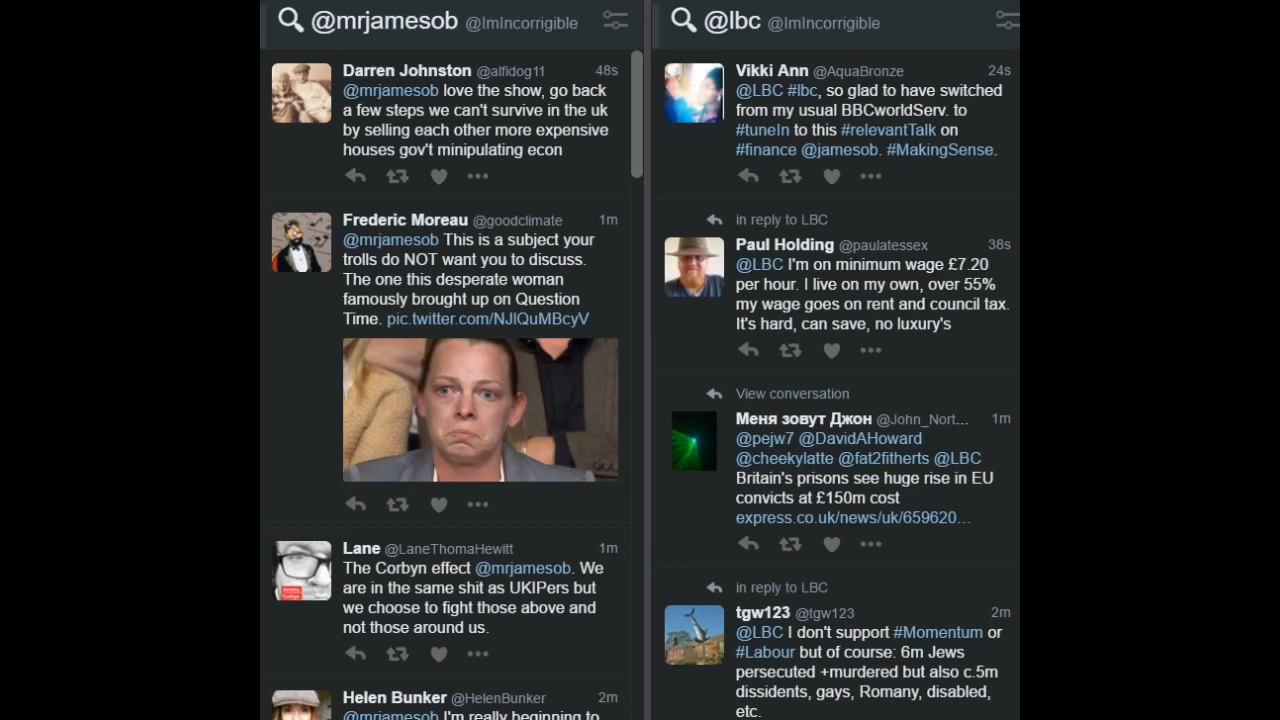 @mrjamesob @ImIncorrigible
Darren Johnston @alfidog11 48s
@mrjamesob love the show, go back
a few steps we can't survive in the uk
by selling each other more expensive
houses gov't minipulating econ
Frederic Moreau @goodclimate 1m
@mrjamesob This is a subject your
trolls do NOT want you to discuss.
The one this desperate woman
famously brought up on Question
Time. pic.twitter.com/NJlQuMBcyV
Lane @LaneThomaHewitt 1m
The Corbyn effect @mrjamesob. We
are in the same shit as UKIPers but
we choose to fight those above and
not those around us.
Helen Bunker @HelenBunker 2m
@mrjamesob I'm really beginning to
@lbc @ImIncorrigible
Vikki Ann @AquaBronze 24s
@LBC #lbc, so glad to have switched
from my usual BBCworldServ. to
#tuneIn to this #relevantTalk on
#finance @jamesob. #MakingSense.
in reply to LBC
Paul Holding @paulatessex 38s
@LBC I'm on minimum wage £7.20
per hour. I live on my own, over 55%
my wage goes on rent and council tax.
It's hard, can save, no luxury's
View conversation
Меня зовут Джон @John_Nort... 1m
@pejw7 @DavidAHoward
@cheekylatte @fat2fitherts @LBC
Britain's prisons see huge rise in EU
convicts at £150m cost
express.co.uk/news/uk/659620...
in reply to LBC
tgw123 @tgw123 2m
@LBC I don't support #Momentum or
#Labour but of course: 6m Jews
persecuted +murdered but also c.5m
dissidents, gays, Romany, disabled,
etc.